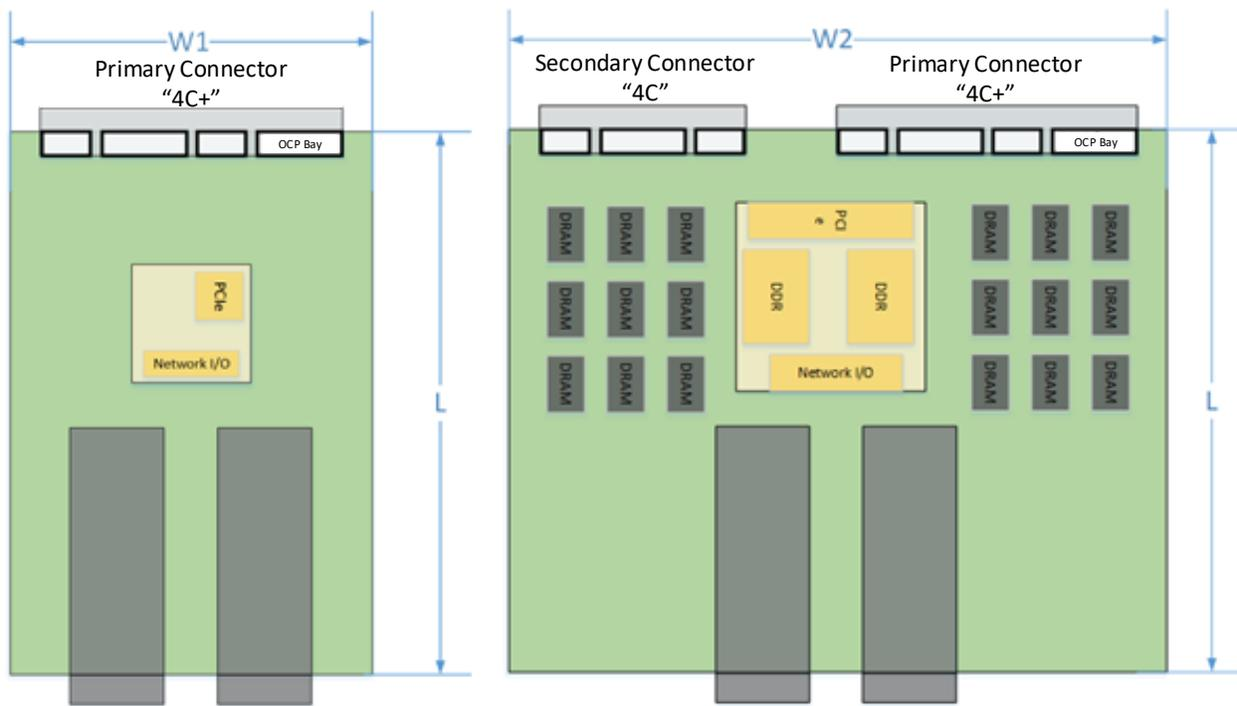 W1
Primary Connector
“4C+”
OCP Bay
PCIe
Network I/O
L
W2
Secondary Connector
“4C”
Primary Connector
“4C+”
OCP Bay
DRAM DRAM DRAM
PCI
e
DRAM DRAM DRAM
DRAM DRAM DRAM
DDR DDR
DRAM DRAM DRAM
DRAM DRAM DRAM
Network I/O
DRAM DRAM DRAM
L